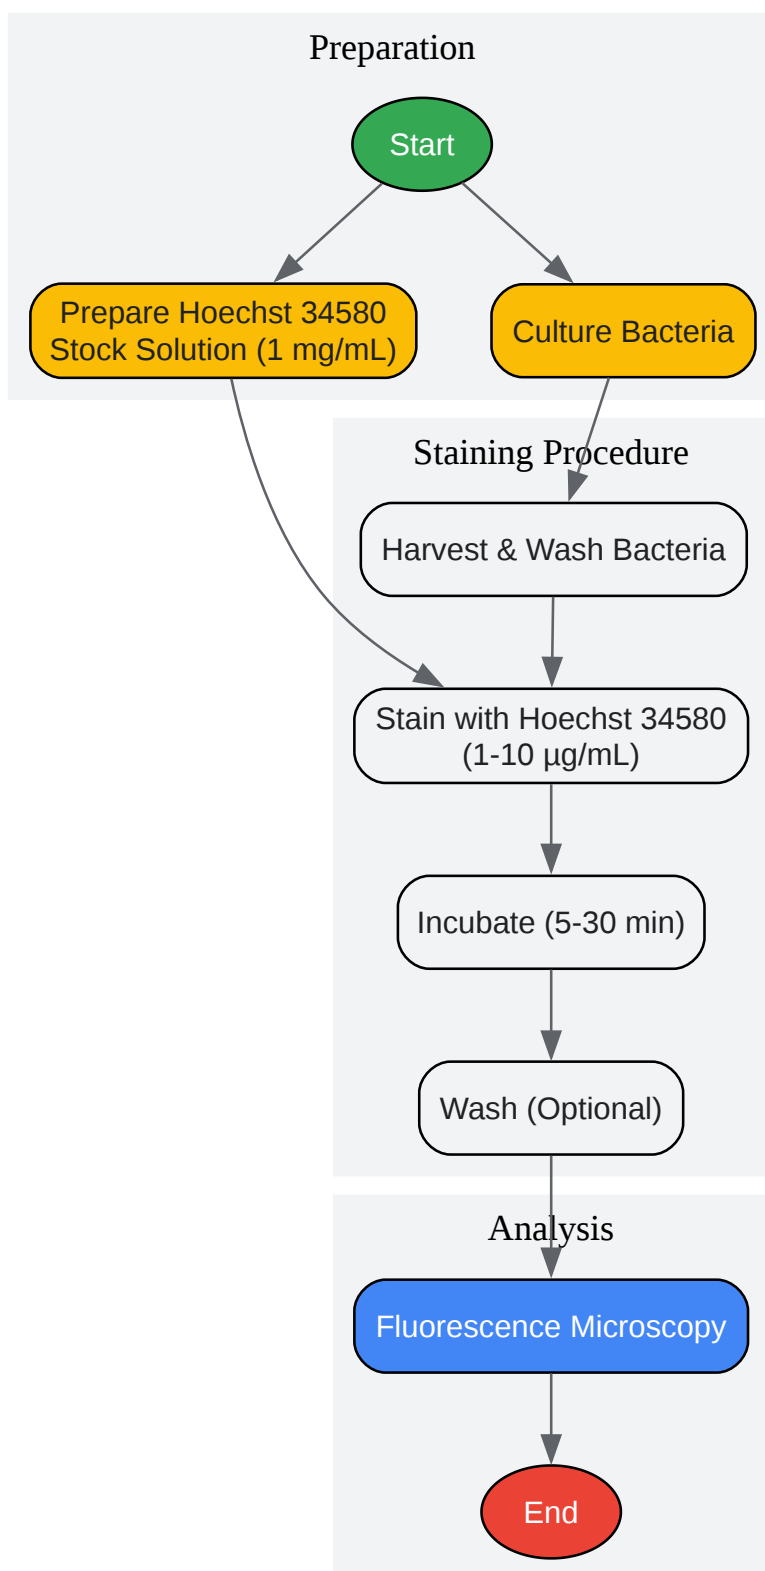 Preparation
Start
Prepare Hoechst 34580
Stock Solution (1 mg/mL)
Culture Bacteria
Staining Procedure
Harvest & Wash Bacteria
Stain with Hoechst 34580
(1-10 µg/mL)
Incubate (5-30 min)
Wash (Optional)
Analysis
Fluorescence Microscopy
End